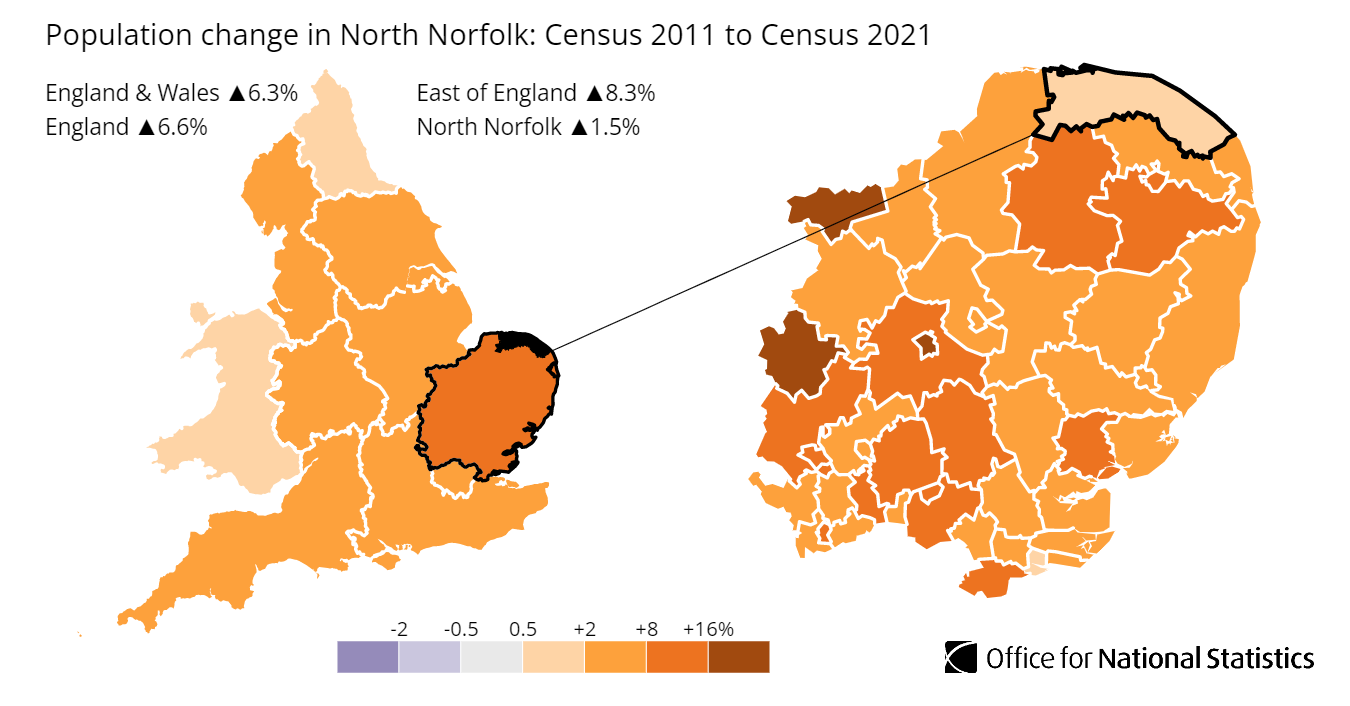 Population change in North Norfolk: Census 2011 to Census 2021
England & Wales ▲6.3%
East of England ▲8.3%
England ▲6.6%
North Norfolk ▲1.5%
-2 -0.5 0.5 +2 +8 +16%
Office for National Statistics